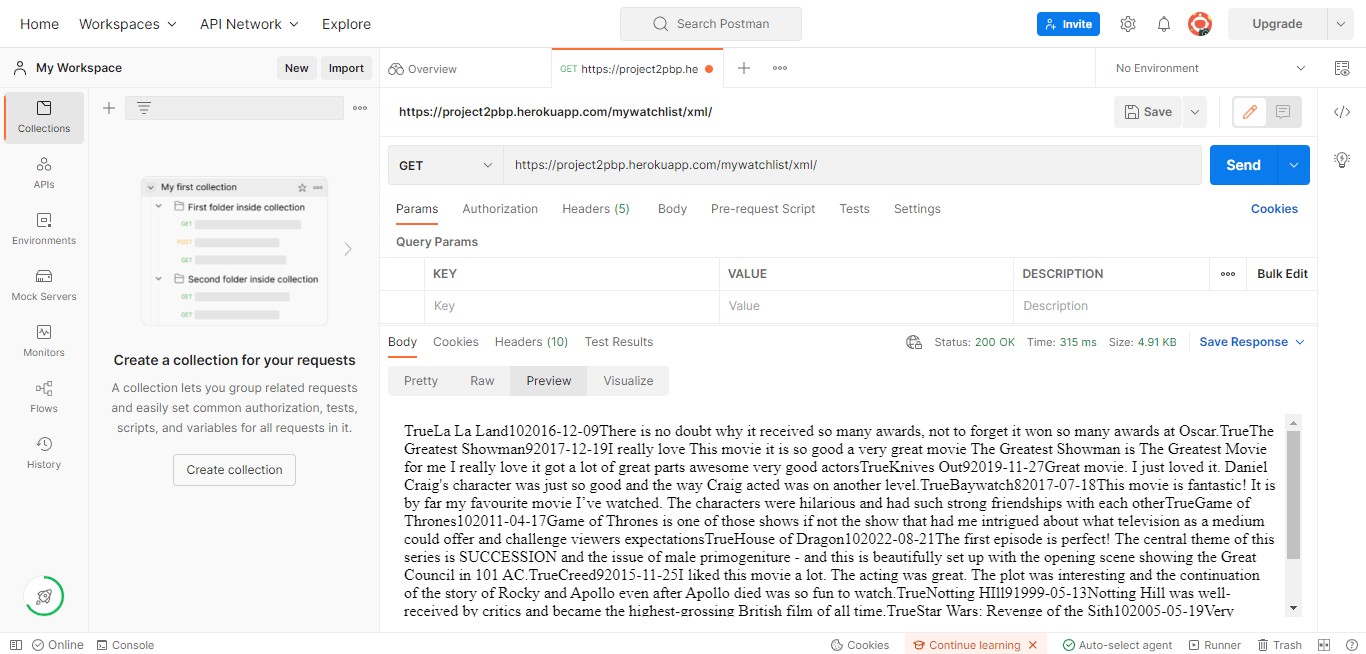 Home Workspaces API Network Explore Search Postman Invite Upgrade
My Workspace New Import Overview GET https://project2pbp.he No Environment
https://project2pbp.herokuapp.com/mywatchlist/xml/ Save
Collections
APIs
Environments
Mock Servers
Monitors
Flows
History
My first collection
First folder inside collection
GET
POST
GET
Second folder inside collection
GET
GET
Create a collection for your requests
A collection lets you group related requests
and easily set common authorization, tests,
scripts, and variables for all requests in it.
Create collection
GET https://project2pbp.herokuapp.com/mywatchlist/xml/ Send
Params Authorization Headers (5) Body Pre-request Script Tests Settings Cookies
Query Params
KEY VALUE DESCRIPTION Bulk Edit
Key Value Description
Body Cookies Headers (10) Test Results Status: 200 OK Time: 315 ms Size: 4.91 KB Save Response
Pretty Raw Preview Visualize
TrueLa La Land102016-12-09There is no doubt why it received so many awards, not to forget it won so many awards at Oscar.TrueThe
Greatest Showman92017-12-19I really love This movie it is so good a very great movie The Greatest Showman is The Greatest Movie
for me I really love it got a lot of great parts awesome very good actorsTrueKnives Out92019-11-27Great movie. I just loved it. Daniel
Craig's character was just so good and the way Craig acted was on another level.TrueBaywatch82017-07-18This movie is fantastic! It is
by far my favourite movie I’ve watched. The characters were hilarious and had such strong friendships with each otherTrueGame of
Thrones102011-04-17Game of Thrones is one of those shows if not the show that had me intrigued about what television as a medium
could offer and challenge viewers expectationsTrueHouse of Dragon102022-08-21The first episode is perfect! The central theme of this
series is SUCCESSION and the issue of male primogeniture - and this is beautifully set up with the opening scene showing the Great
Council in 101 AC.TrueCreed92015-11-25I liked this movie a lot. The acting was great. The plot was interesting and the continuation
of the story of Rocky and Apollo even after Apollo died was so fun to watch.TrueNotting HIll91999-05-13Notting Hill was well-
received by critics and became the highest-grossing British film of all time.TrueStar Wars: Revenge of the Sith102005-05-19Very
Online Console Cookies Continue learning Auto-select agent Runner Trash